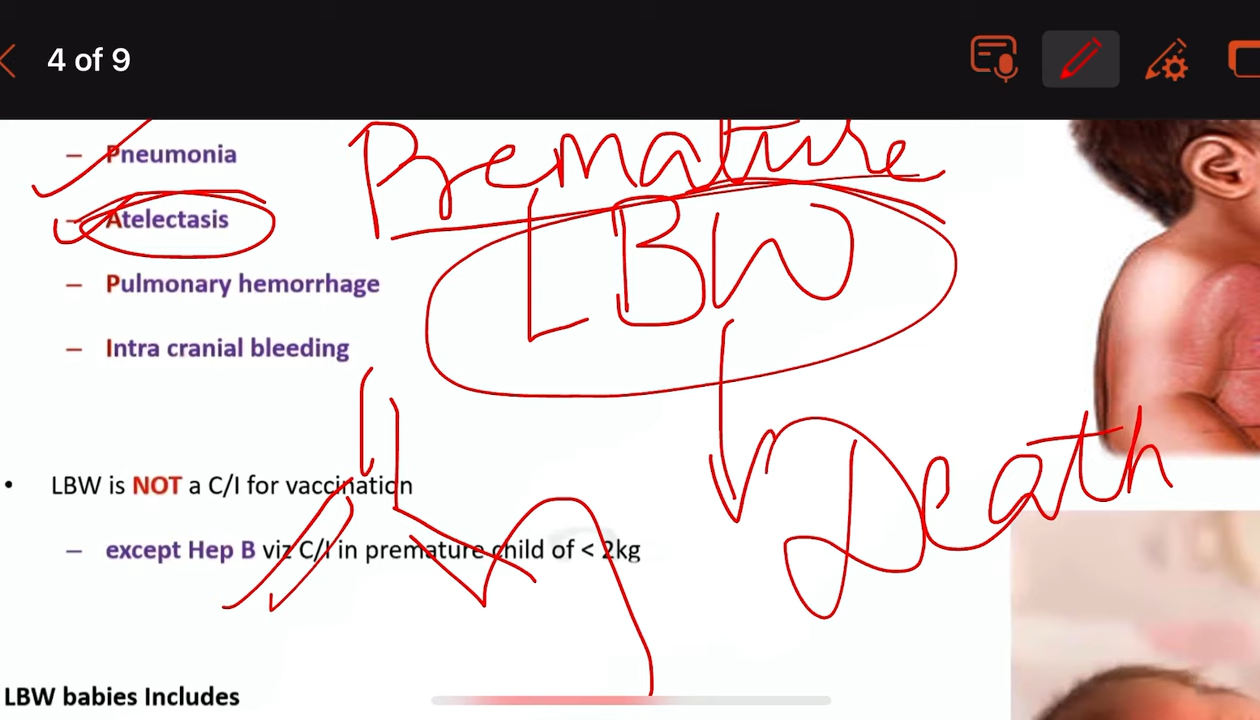 4 of 9
– Pneumonia
Premature
– Atelectasis
LBW
– Pulmonary hemorrhage
– Intra cranial bleeding
Death
• LBW is NOT a C/I for vaccination
– except Hep B viz C/I in premature child of < 2kg
LBW babies Includes